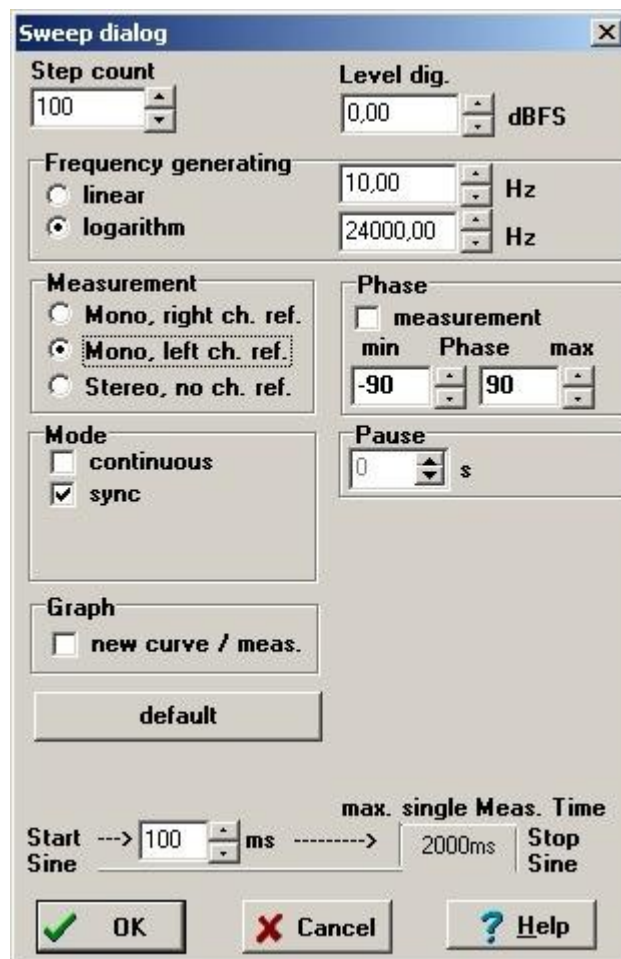 Sweep dialog
Step count
100
Level dig.
0,00 dBFS
Frequency generating
linear
logarithm
10,00 Hz
24000,00 Hz
Measurement
Mono, right ch. ref.
Mono, left ch. ref.
Stereo, no ch. ref.
Phase
measurement
min Phase max
-90 90
Mode
continuous
sync
Pause
0 s
Graph
new curve / meas.
default
max. single Meas. Time
Start ---> 100 ms ---------> 2000ms Stop
Sine Sine
OK Cancel Help